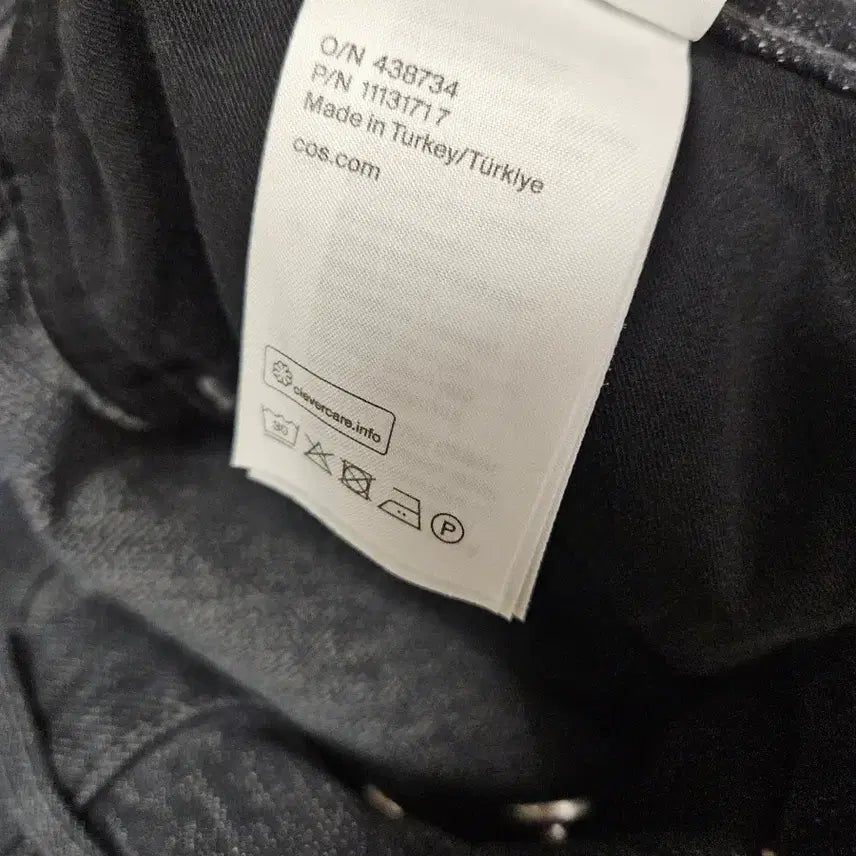 O/N 438734
P/N 11131717
Made in Turkey/Türkiye
cos.com
clevercare.info
30
P